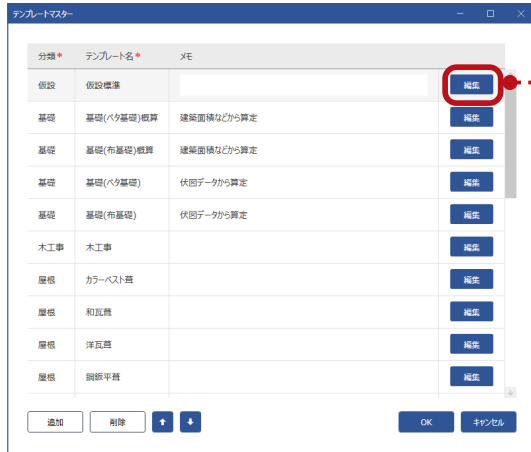 テンプレートマスター
分類* テンプレート名* メモ
仮設 仮設標準 編集
基礎 基礎(ベタ基礎)概算 建築面積などから算定 編集
基礎 基礎(布基礎)概算 建築面積などから算定 編集
基礎 基礎(ベタ基礎) 伏図データから算定 編集
基礎 基礎(布基礎) 伏図データから算定 編集
木工事 木工事 編集
屋根 カラーベスト葺 編集
屋根 和瓦葺 編集
屋根 洋瓦葺 編集
屋根 銅鈑平葺 編集
追加 削除 OK キャンセル